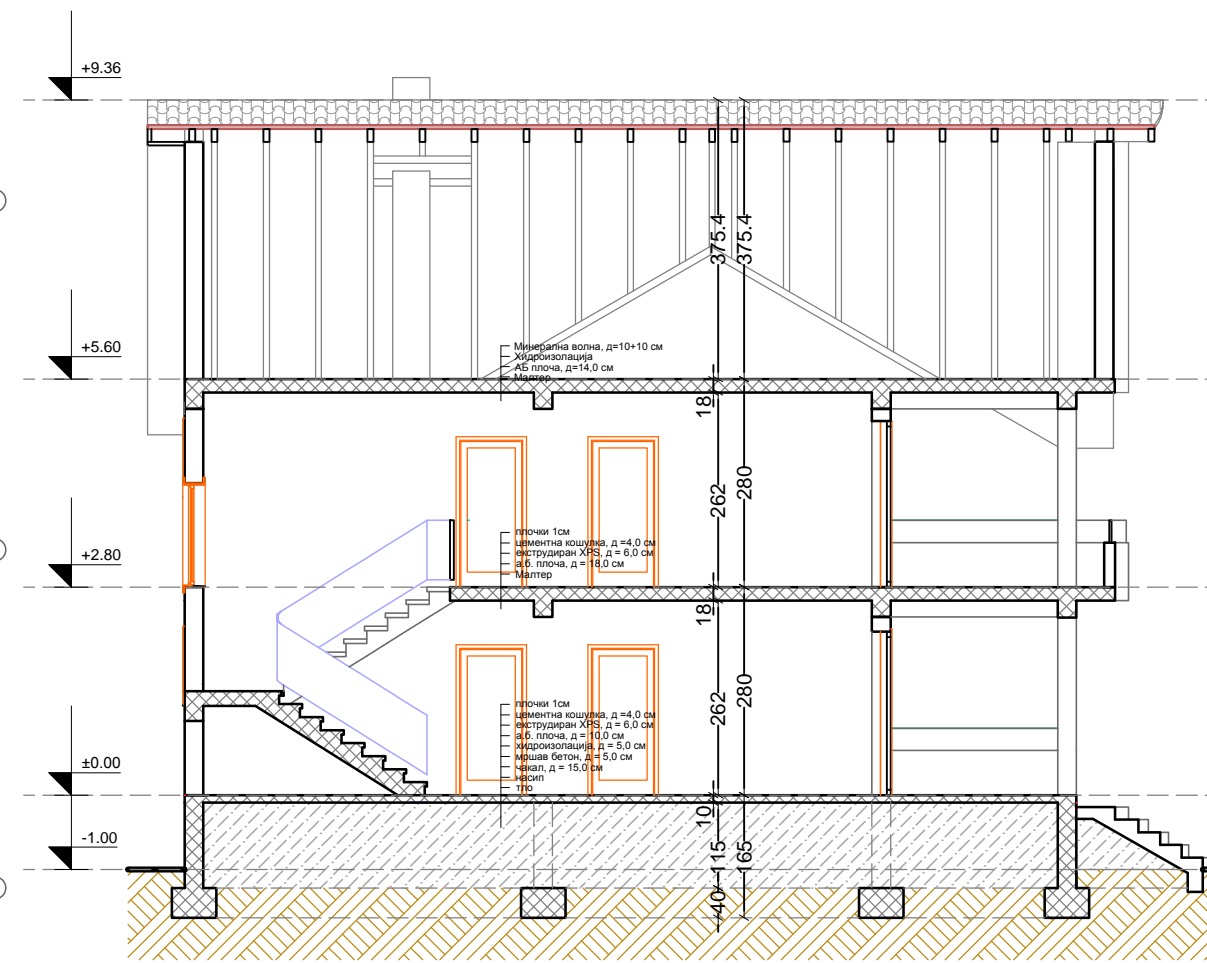 +9.36
375.4
375.4
+5.60
Минерална волна, д=10+10 см
Хидроизолација
АБ плоча, д=14,0 см
Малтер
18
262
280
+2.80
плочки 1см
цементна кошулка, д =4,0 см
екструдиран XPS, д = 6,0 см
а.б. плоча, д = 18,0 см
Малтер
18
262
280
±0.00
плочки 1см
цементна кошулка, д =4,0 см
екструдиран XPS, д = 6,0 см
а.б. плоча, д = 10,0 см
хидроизолација, д = 5,0 см
мршав бетон, д = 5,0 см
чакал, д = 15,0 см
насип
тло
10
-1.00
115
165
40